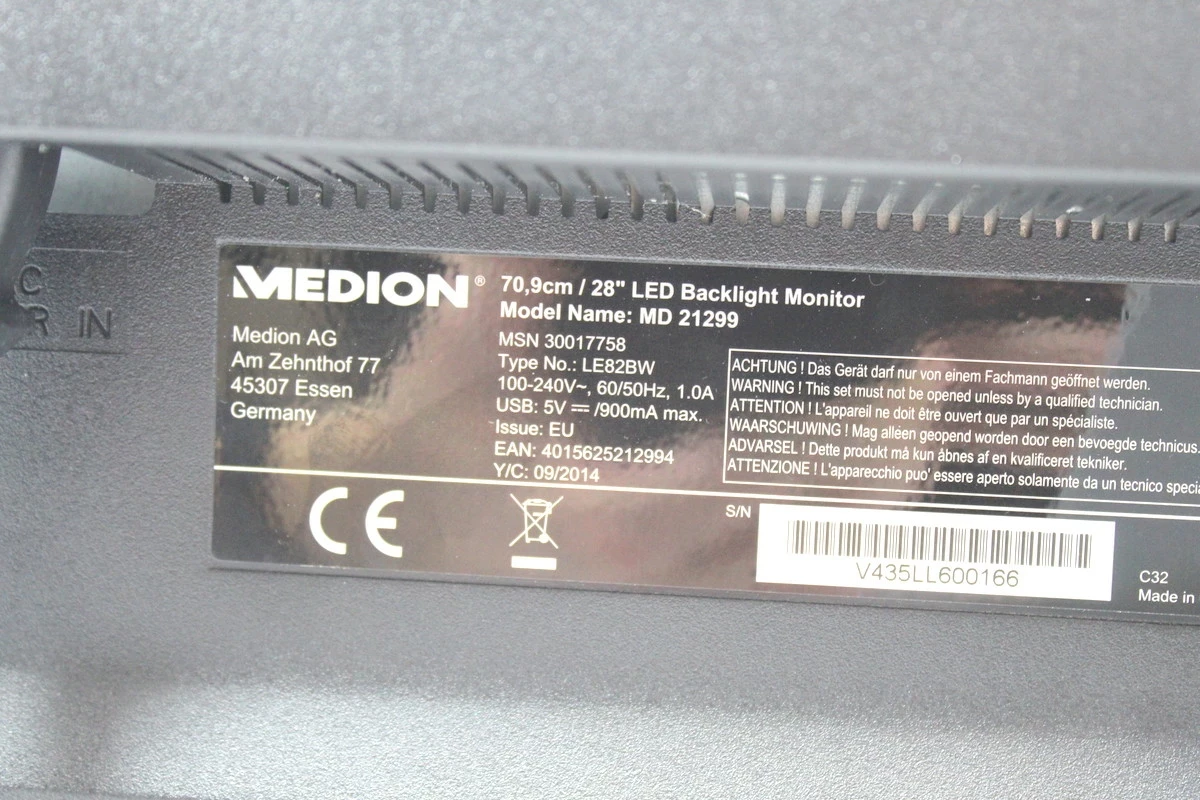 C
R IN
MEDION®
Medion AG
Am Zehnthof 77
45307 Essen
Germany
70,9cm / 28" LED Backlight Monitor
Model Name: MD 21299
MSN 30017758
Type No.: LE82BW
100-240V~, 60/50Hz, 1.0A
USB: 5V ⎓ /900mA max.
Issue: EU
EAN: 4015625212994
Y/C: 09/2014
ACHTUNG ! Das Gerät darf nur von einem Fachmann geöffnet werden.
WARNING ! This set must not be opened unless by a qualified technician.
ATTENTION ! L'appareil ne doit être ouvert que par un spécialiste.
WAARSCHUWING ! Mag alléen geopend worden door een bevoegde technicus.
ADVARSEL ! Dette produkt må kun åbnes af en kvalificeret tekniker.
ATTENZIONE ! L'apparecchio puo' essere aperto solamente da un tecnico specia
CE
S/N
V435LL600166
C32
Made in